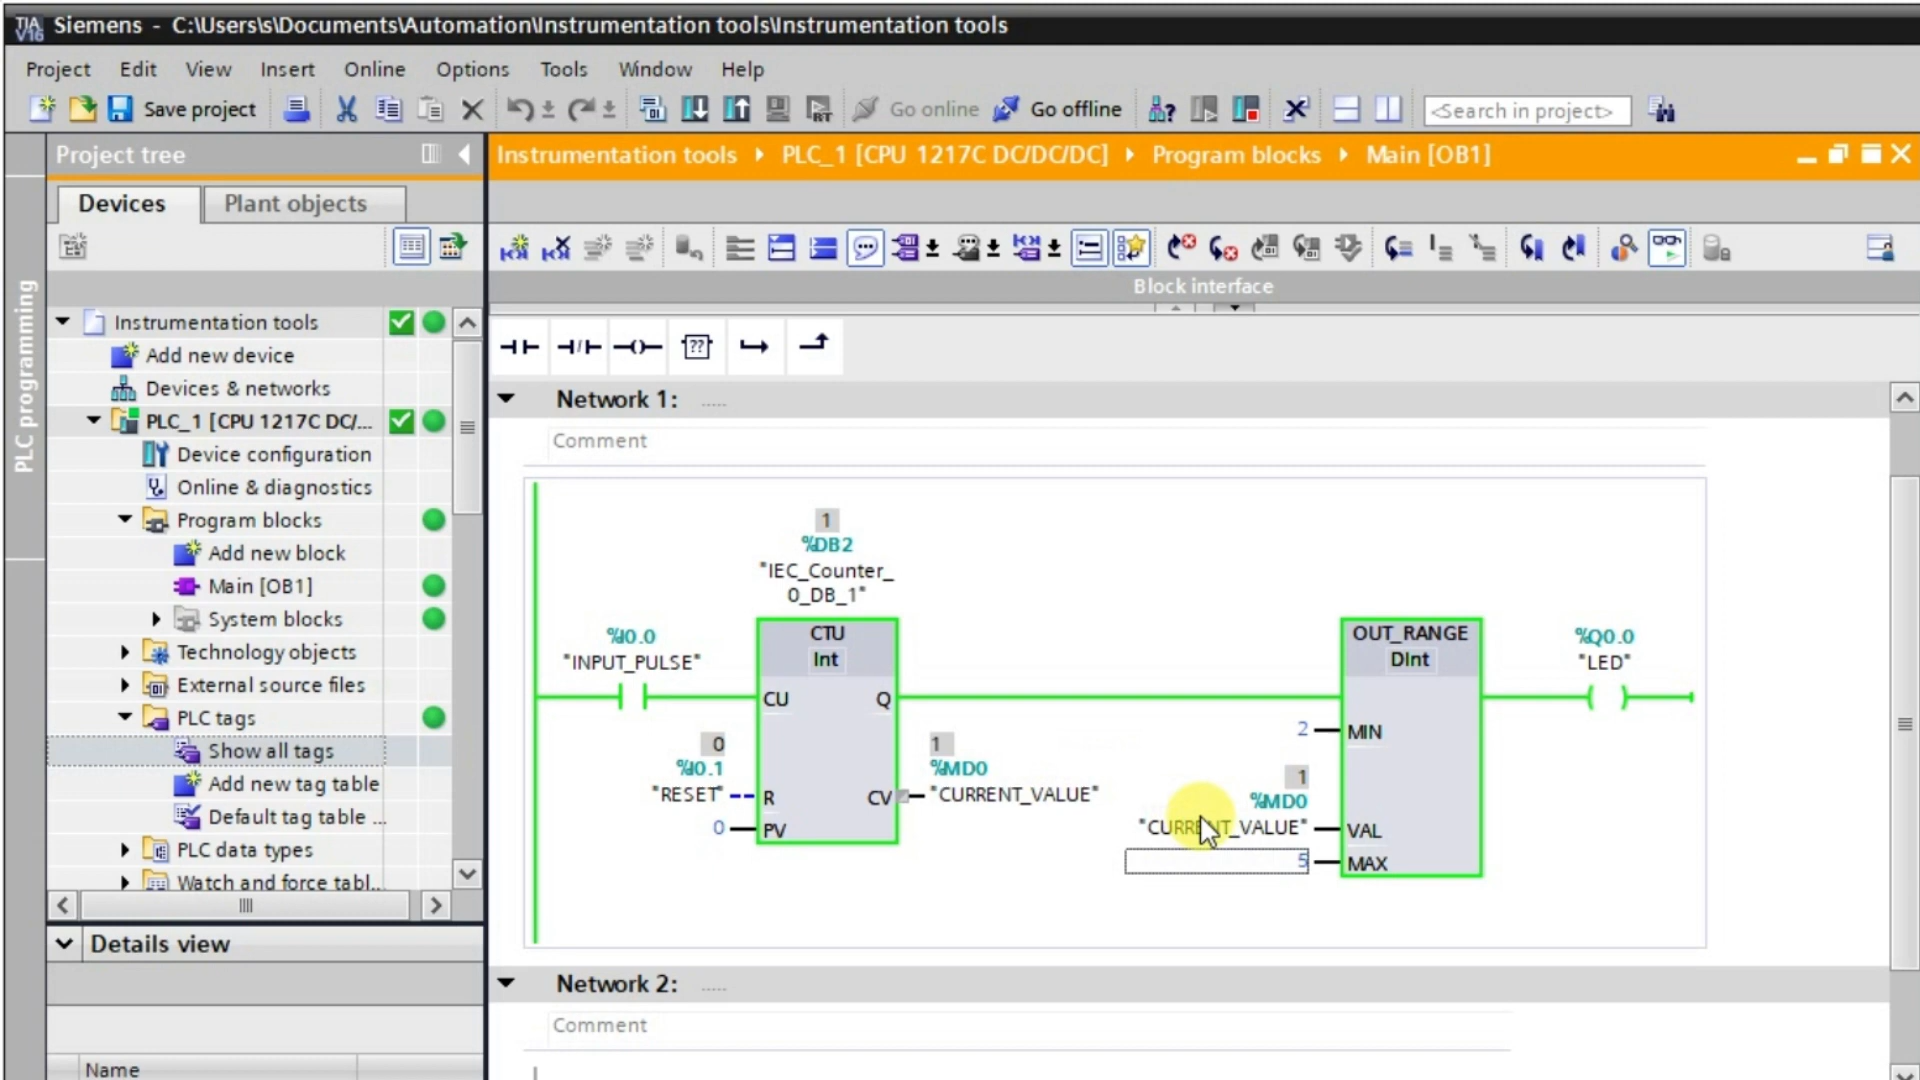 TIA V16 Siemens - C:\Users\s\Documents\Automation\Instrumentation tools\Instrumentation tools
Project Edit View Insert Online Options Tools Window Help
Save project Go online Go offline <Search in project>
Project tree
Instrumentation tools PLC_1 [CPU 1217C DC/DC/DC] Program blocks Main [OB1]
Devices Plant objects
PLC programming
Block interface
Instrumentation tools
Add new device
Devices & networks
PLC_1 [CPU 1217C DC/...
Device configuration
Online & diagnostics
Program blocks
Add new block
Main [OB1]
System blocks
Technology objects
External source files
PLC tags
Show all tags
Add new tag table
Default tag table ...
PLC data types
Watch and force tabl...
Details view
Name
??
Network 1: .....
Comment
1
%DB2
"IEC_Counter_
0_DB_1"
%I0.0
"INPUT_PULSE"
CTU
Int
CU Q
0
%I0.1
"RESET" R
0 PV
CV
1
%MD0
"CURRENT_VALUE"
OUT_RANGE
DInt
2 MIN
1
%MD0
"CURRENT_VALUE" VAL
5 MAX
%Q0.0
"LED"
Network 2: .....
Comment